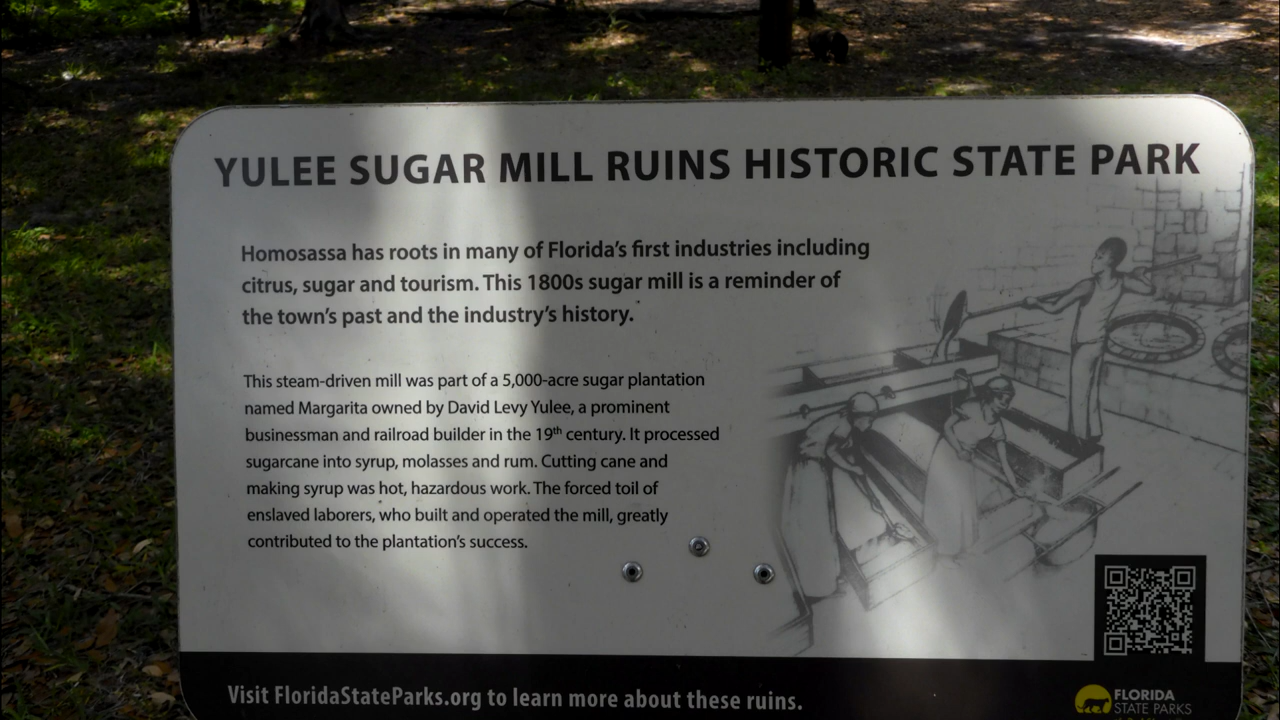 YULEE SUGAR MILL RUINS HISTORIC STATE PARK
Homosassa has roots in many of Florida's first industries including
citrus, sugar and tourism. This 1800s sugar mill is a reminder of
the town's past and the industry's history.
This steam-driven mill was part of a 5,000-acre sugar plantation
named Margarita owned by David Levy Yulee, a prominent
businessman and railroad builder in the 19th century. It processed
sugarcane into syrup, molasses and rum. Cutting cane and
making syrup was hot, hazardous work. The forced toil of
enslaved laborers, who built and operated the mill, greatly
contributed to the plantation's success.
Visit FloridaStateParks.org to learn more about these ruins.
FLORIDA
STATE PARKS